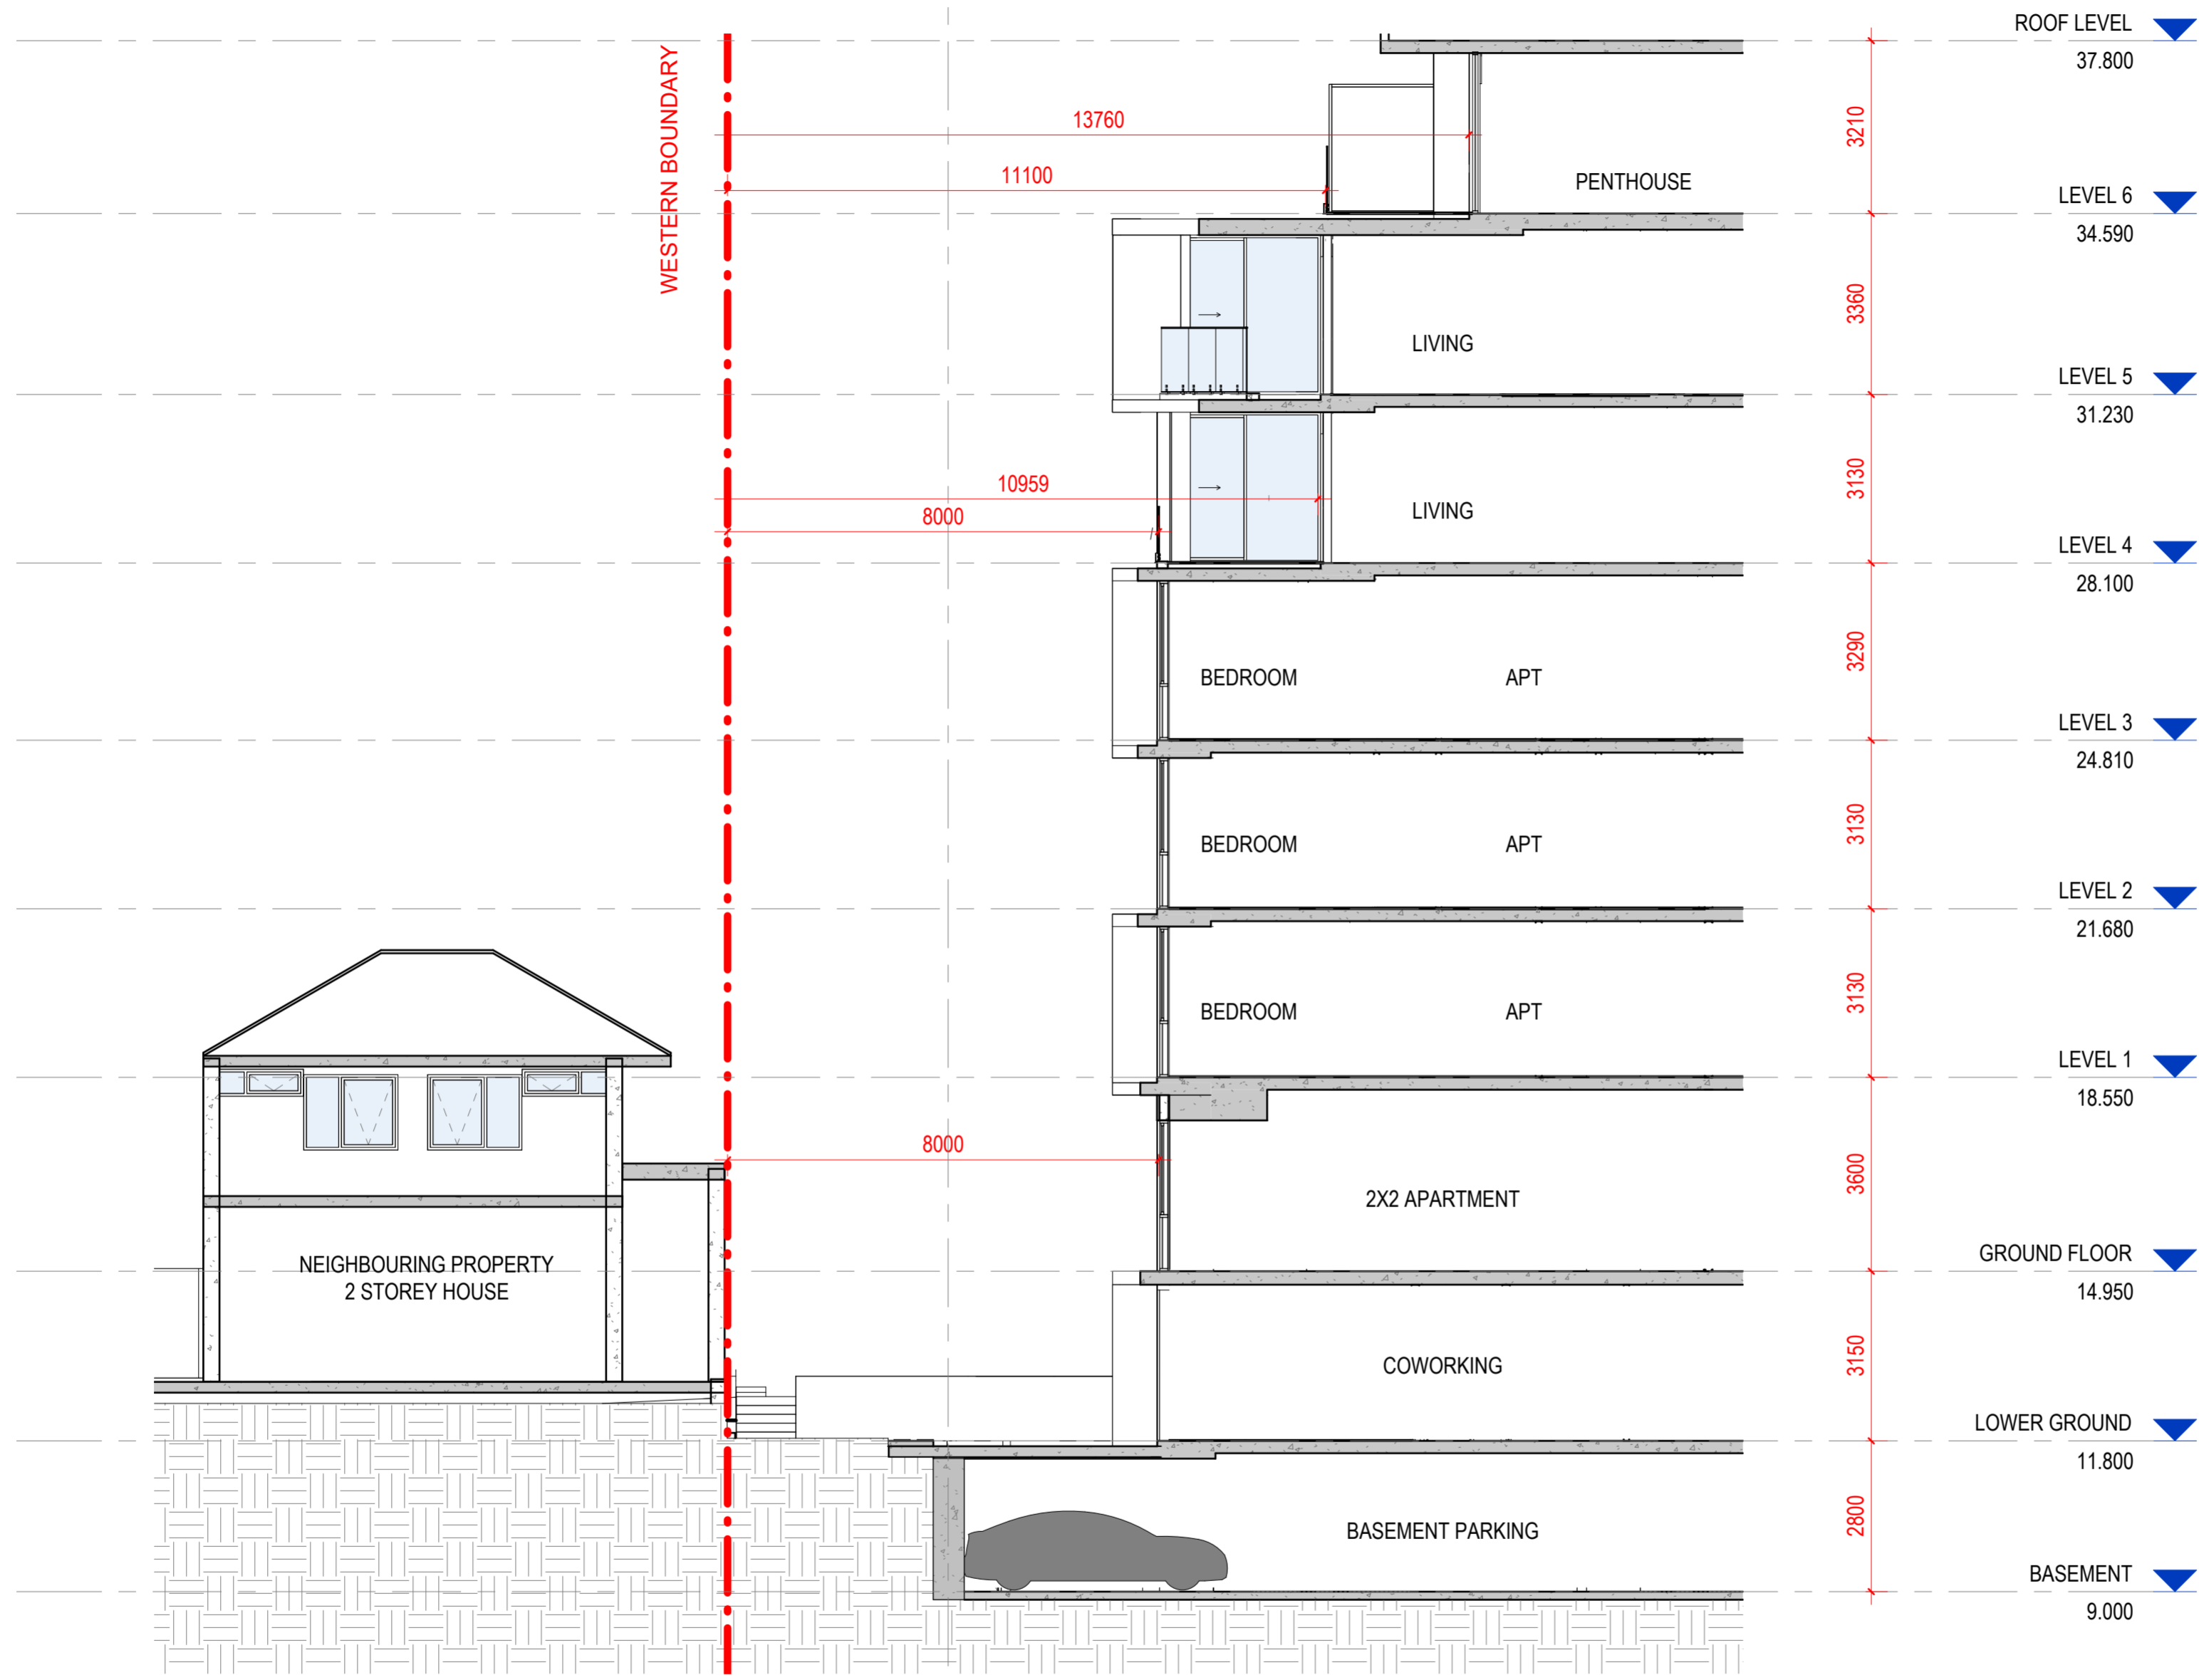 ROOF LEVEL
37.800
WESTERN BOUNDARY
13760
3210
11100
PENTHOUSE
LEVEL 6
34.590
3360
LIVING
LEVEL 5
31.230
10959
3130
8000
LIVING
LEVEL 4
28.100
3290
BEDROOM APT
LEVEL 3
24.810
3130
BEDROOM APT
LEVEL 2
21.680
3130
BEDROOM APT
LEVEL 1
18.550
8000
3600
2X2 APARTMENT
NEIGHBOURING PROPERTY
2 STOREY HOUSE
GROUND FLOOR
14.950
3150
COWORKING
LOWER GROUND
11.800
2800
BASEMENT PARKING
BASEMENT
9.000